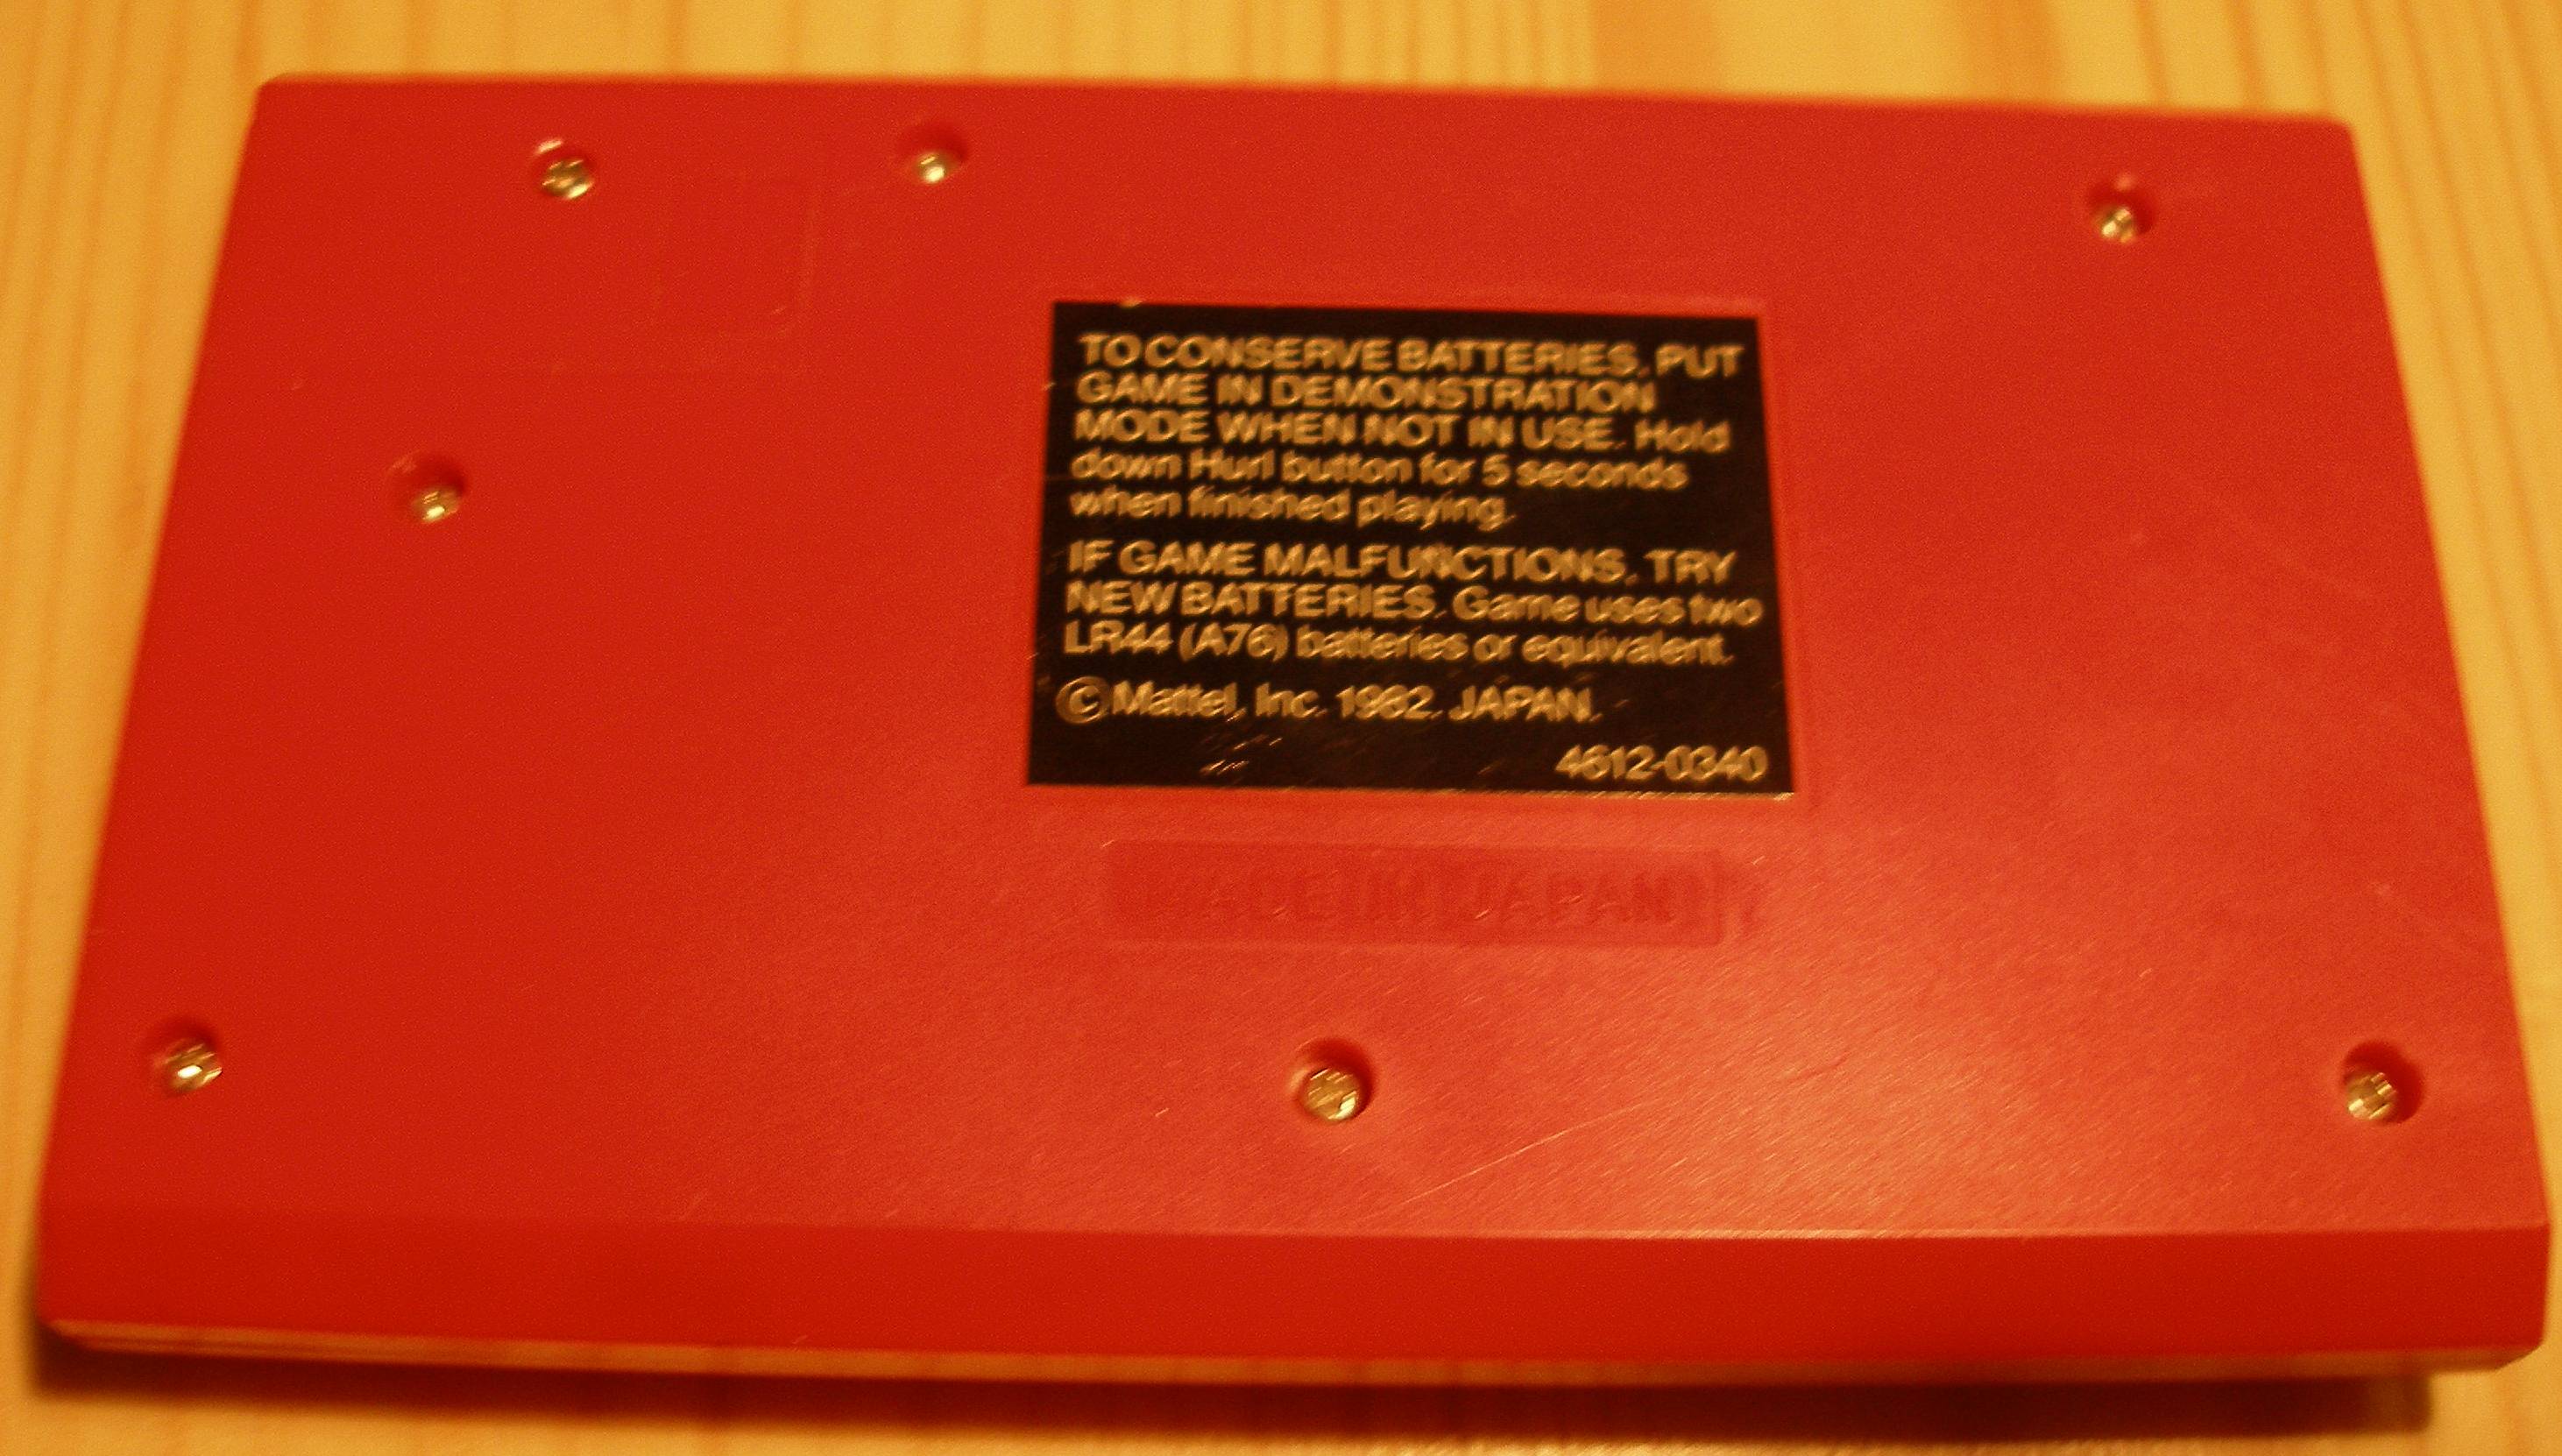 TO CONSERVE BATTERIES, PUT
GAME IN DEMONSTRATION
MODE WHEN NOT IN USE. Hold
down Hurl button for 5 seconds
when finished playing.
IF GAME MALFUNCTIONS, TRY
NEW BATTERIES. Game uses two
LR44 (A76) batteries or equivalent.
© Mattel, Inc. 1982. JAPAN.
4612-0340
MADE IN JAPAN